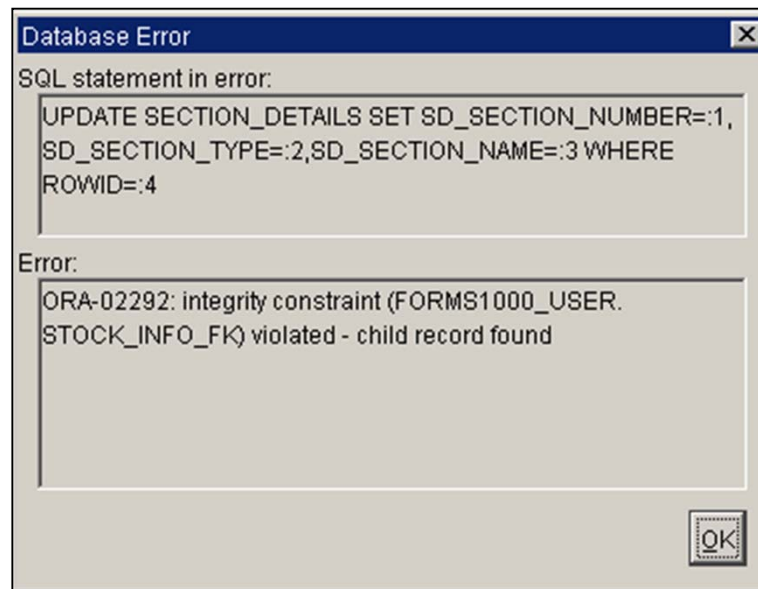 Database Error
SQL statement in error:
UPDATE SECTION_DETAILS SET SD_SECTION_NUMBER=:1,
SD_SECTION_TYPE=:2,SD_SECTION_NAME=:3 WHERE
ROWID=:4
Error:
ORA-02292: integrity constraint (FORMS1000_USER.
STOCK_INFO_FK) violated - child record found
OK